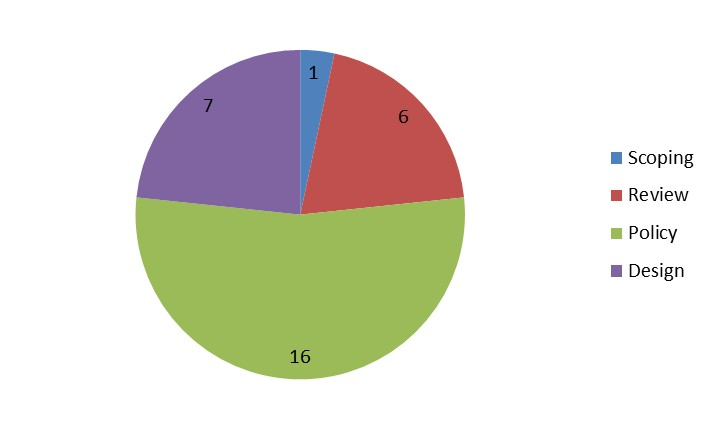 1
6
7
16
Scoping
Review
Policy
Design